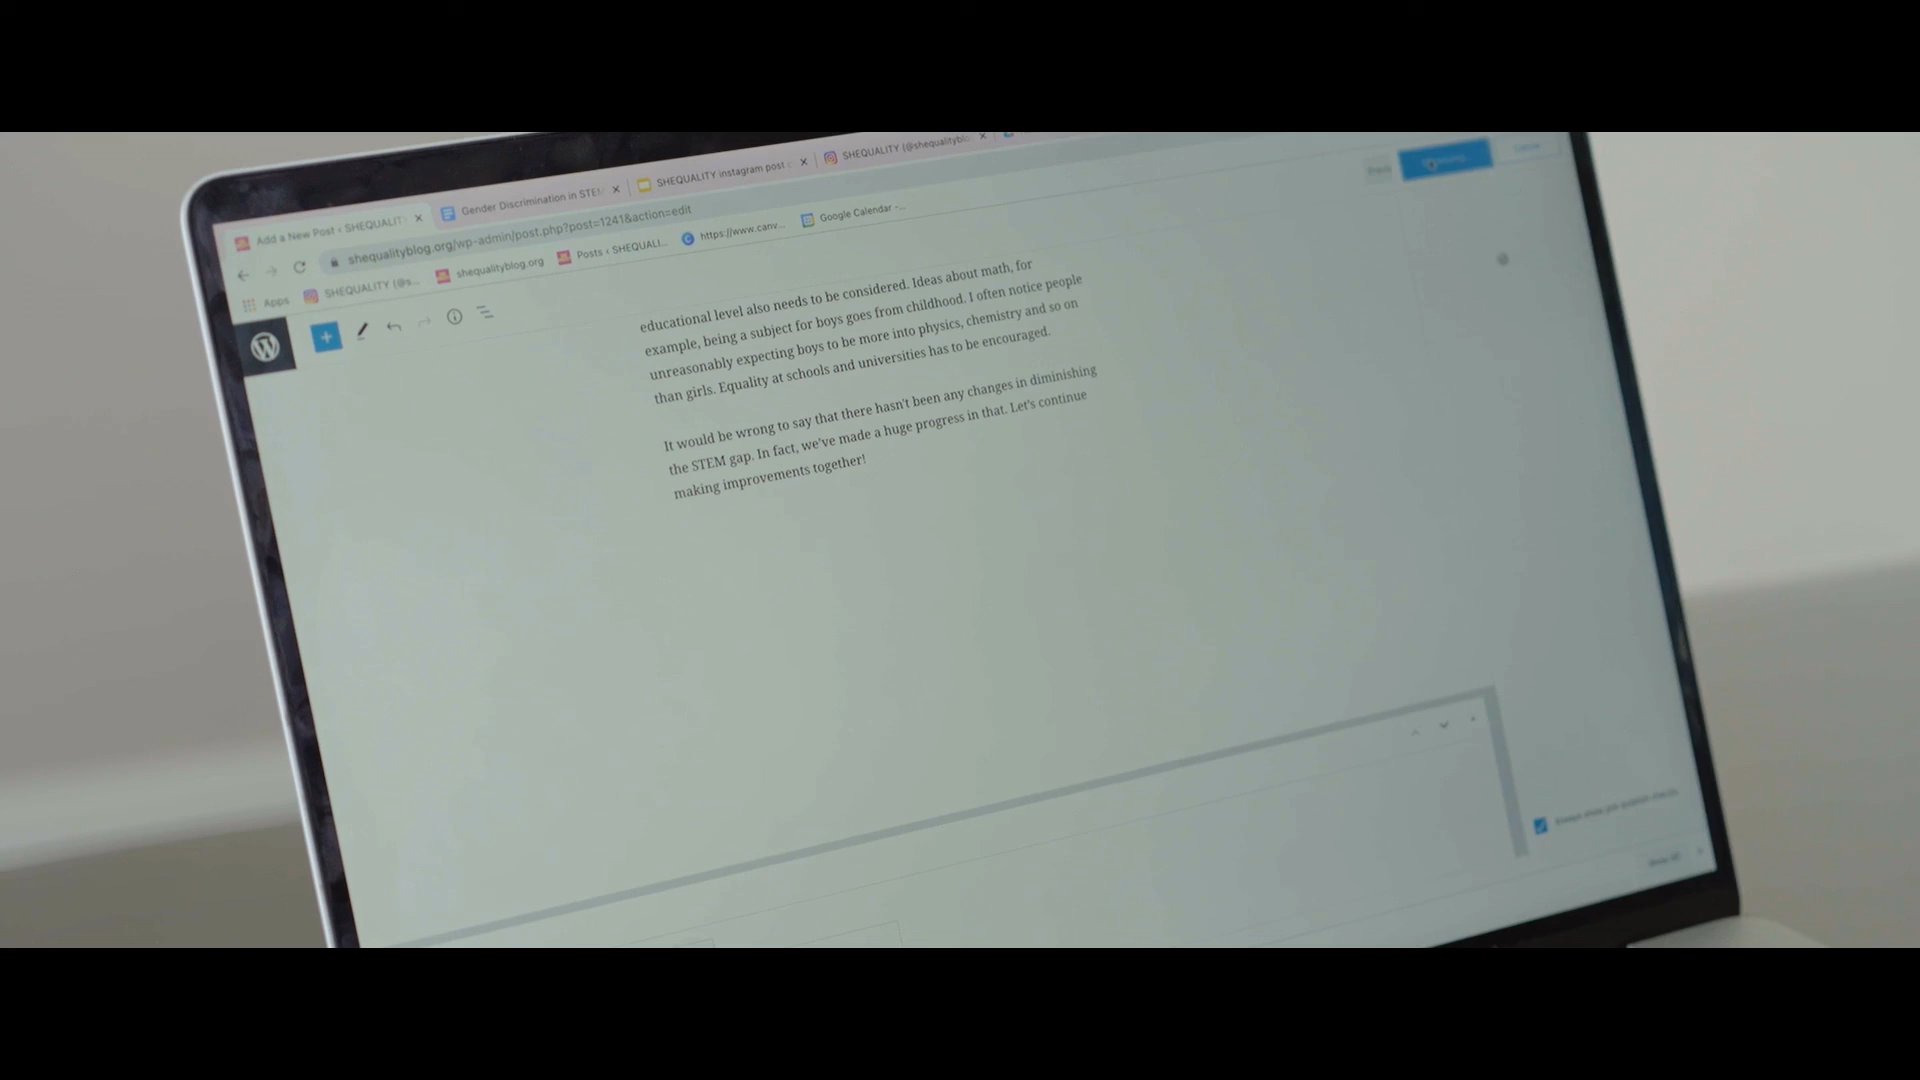 Add a New Post ‹ SHEQUALIT
Gender Discrimination in STEM
SHEQUALITY instagram post
SHEQUALITY (@shequalityblo
shequalityblog.org/wp-admin/post.php?post=1241&action=edit
Apps
SHEQUALITY (@s...
shequalityblog.org
Posts ‹ SHEQUALI...
https://www.canv...
Google Calendar -...
educational level also needs to be considered. Ideas about math, for
example, being a subject for boys goes from childhood. I often notice people
unreasonably expecting boys to be more into physics, chemistry and so on
than girls. Equality at schools and universities has to be encouraged.
It would be wrong to say that there hasn't been any changes in diminishing
the STEM gap. In fact, we've made a huge progress in that. Let's continue
making improvements together!